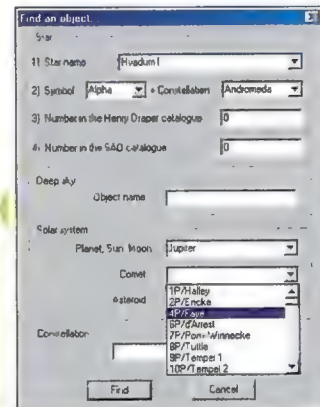 Find an object
Star
1) Star name Hyadum I
2) Symbol Alpha + Constellation Andromeda
3) Number in the Henry Draper catalogue 0
4) Number in the SAO catalogue 0
Deep sky
Object name
Solar system
Planet, Sun, Moon Jupiter
Comet
1P/Halley
2P/Encke
Asteroid 4P/Faye
6P/d'Arrest
Constellation 7P/Pons-Winnecke
8P/Tuttle
9P/Tempel 1
10P/Tempel 2
Find Cancel